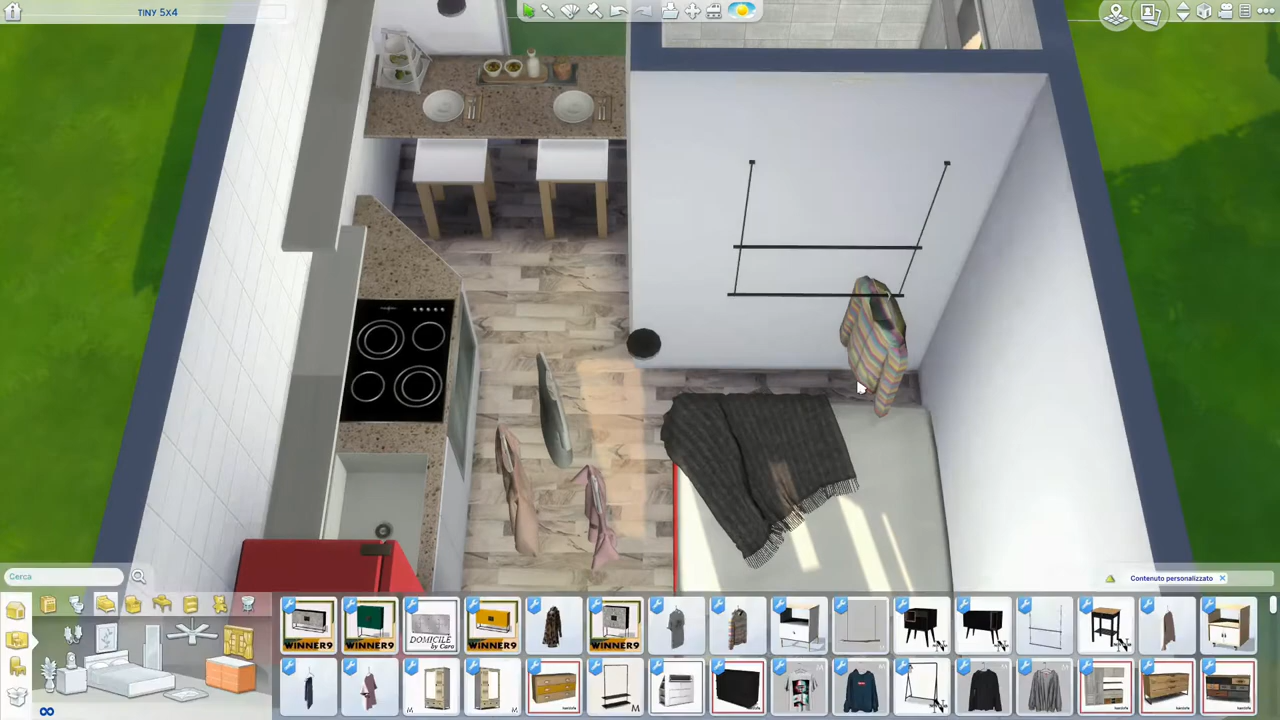 TINY 5X4
Cerca
Contenuto personalizzato
WINNER9
WINNER9
DOMICILE
by Caro
WINNER9
WINNER9